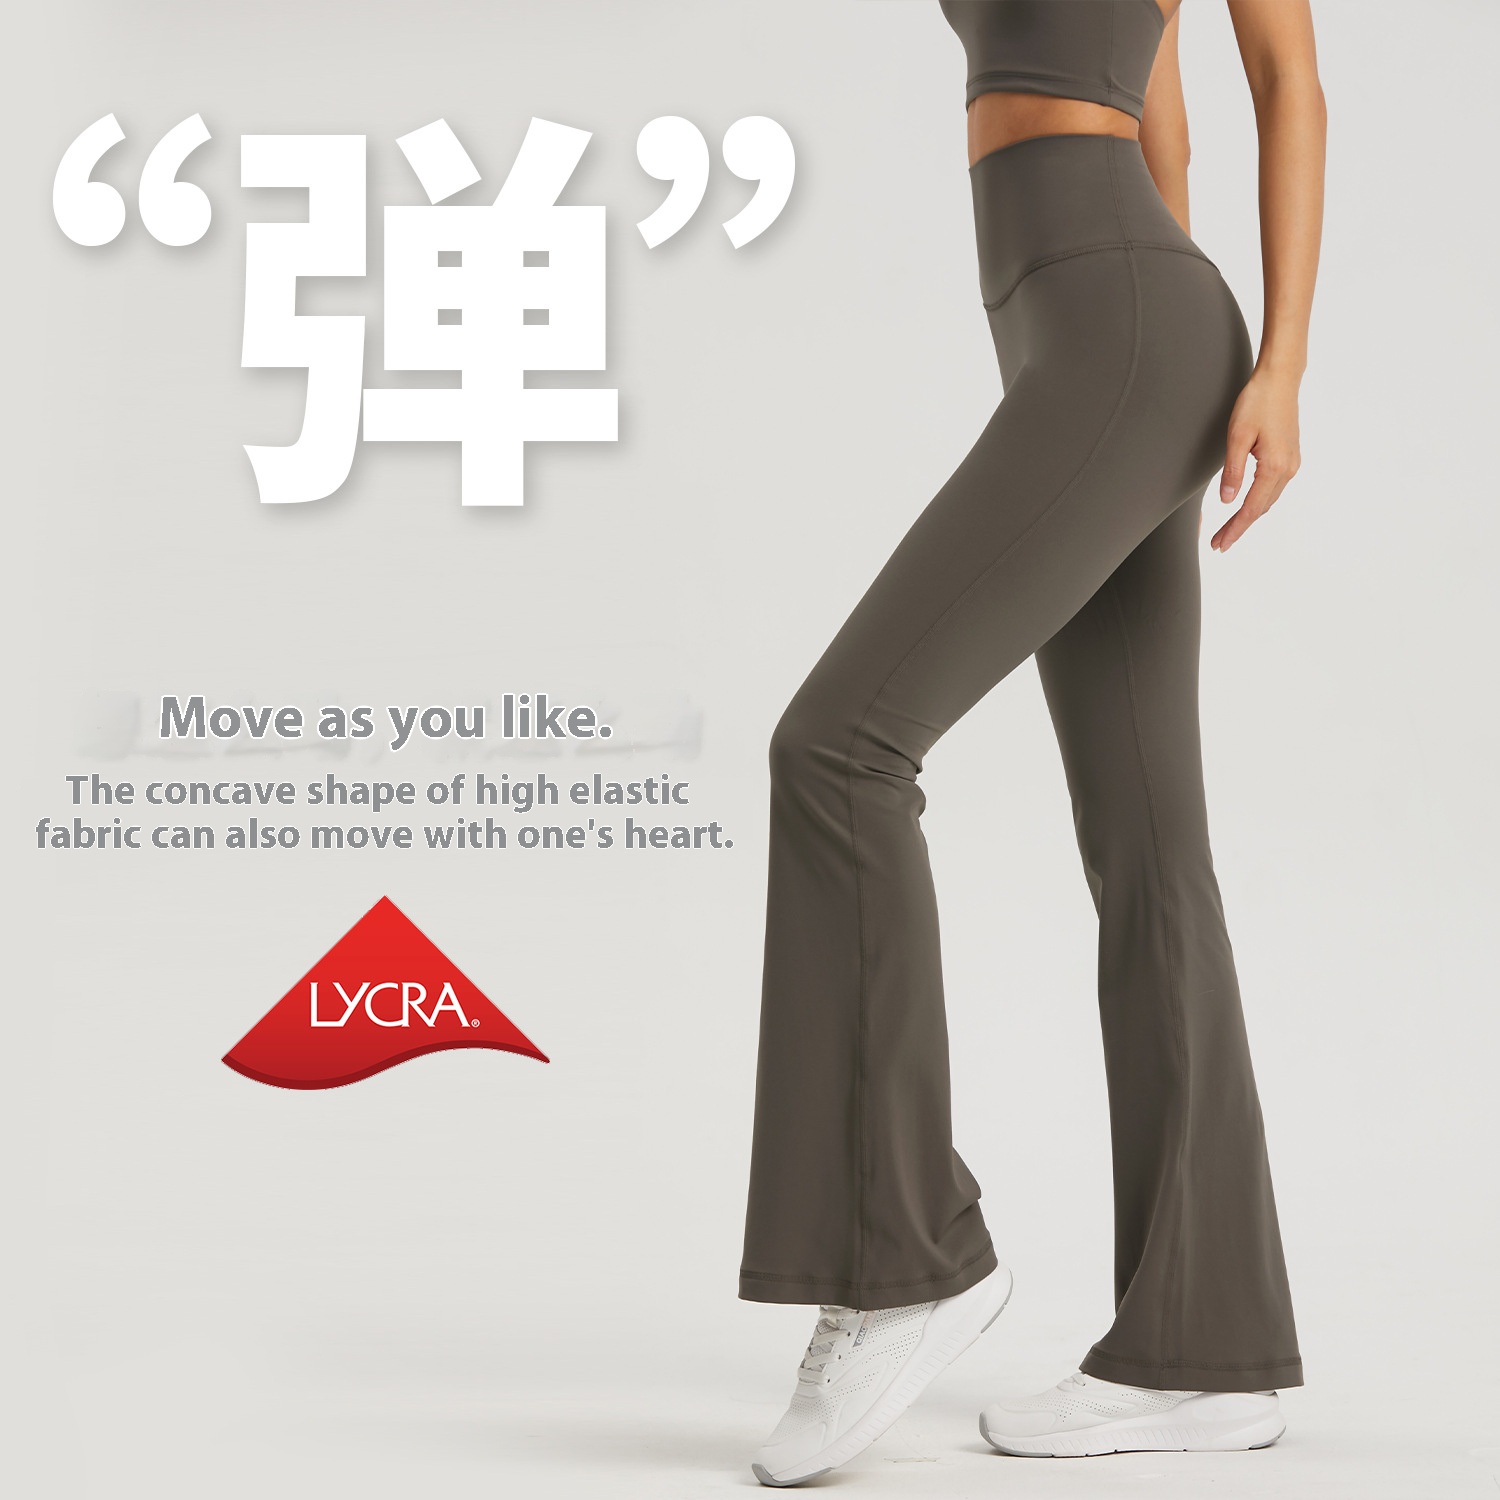 “弹”
Move as you like.
The concave shape of high elastic
fabric can also move with one's heart.
LYCRA®